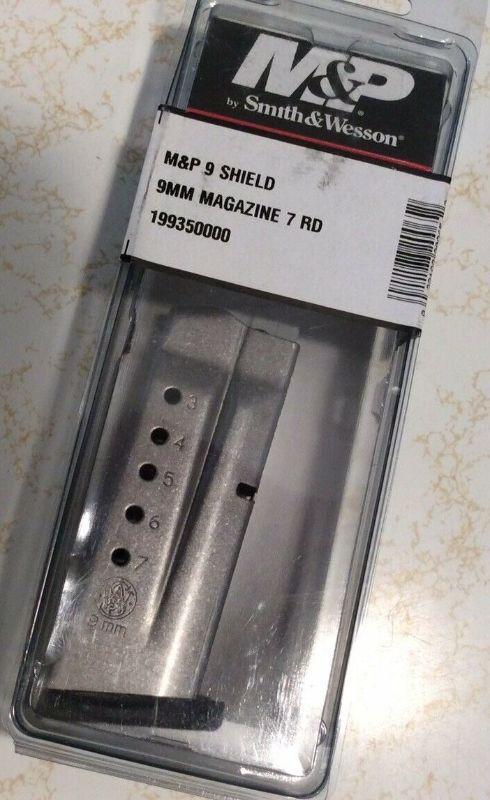 M&P®
by Smith&Wesson®
M&P 9 SHIELD
9MM MAGAZINE 7 RD
199350000
3
4
5
6
7
9mm